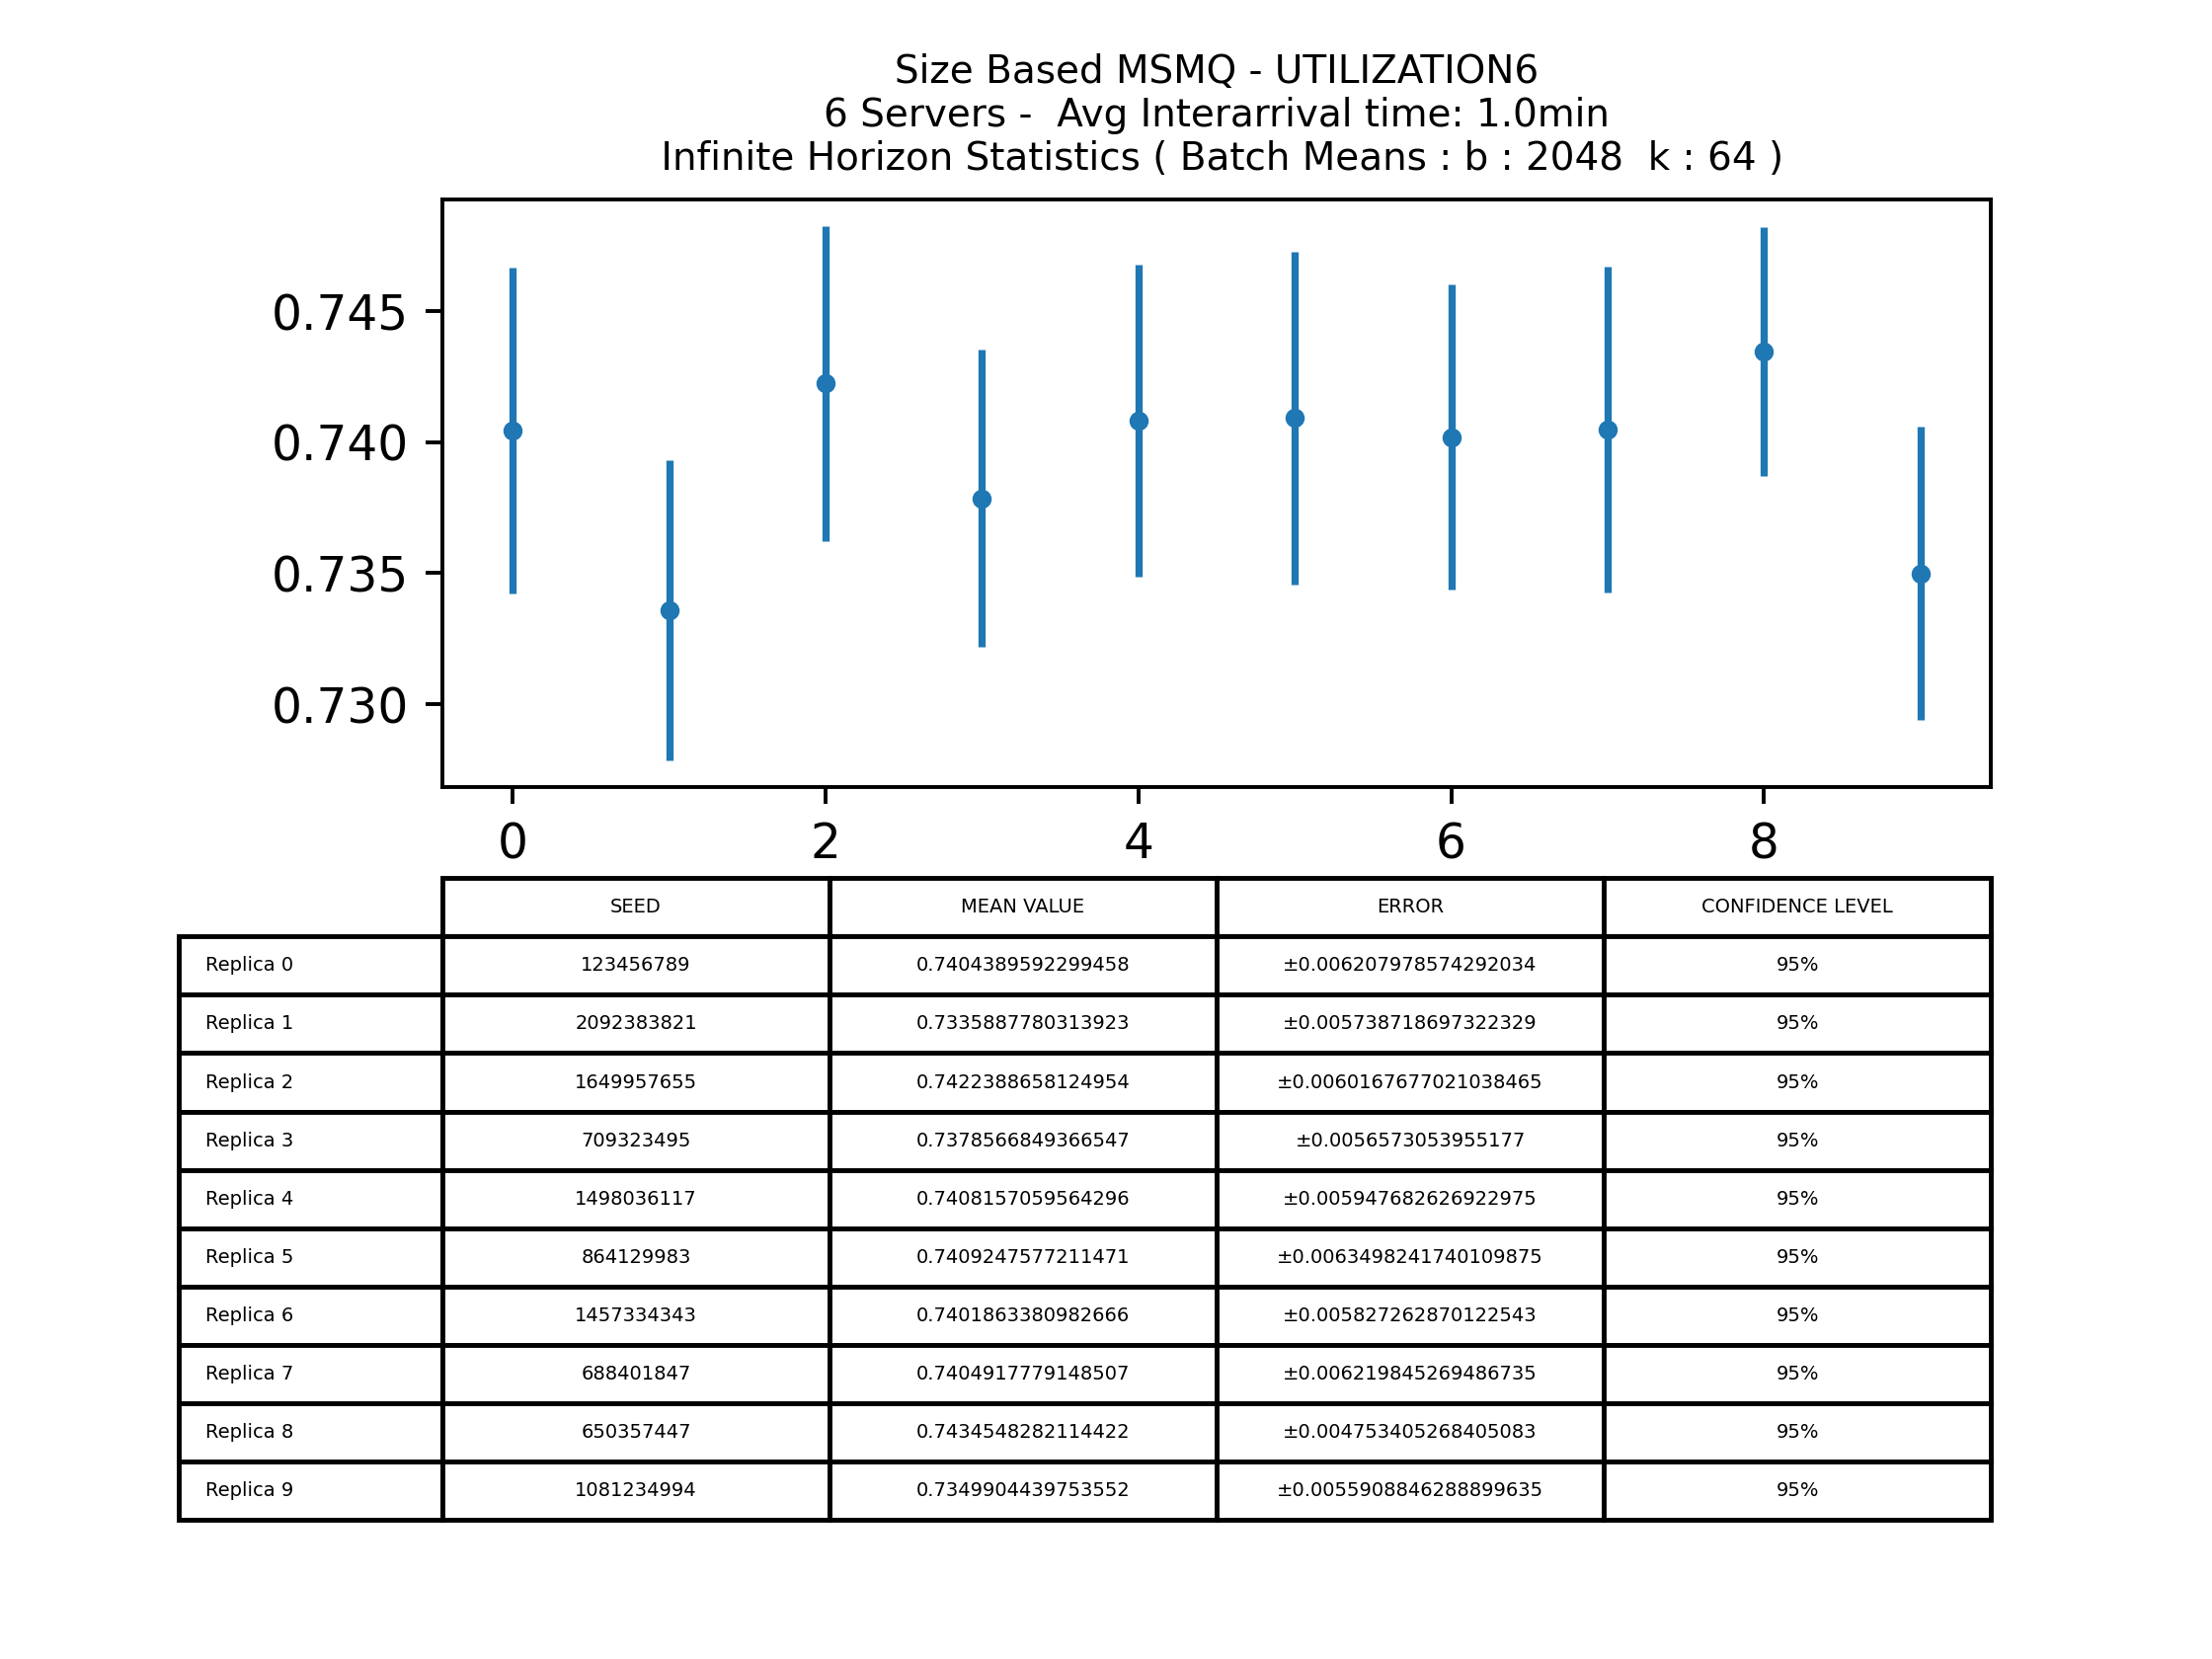 Size Based MSMQ - UTILIZATION6
6 Servers -  Avg Interarrival time: 1.0min
Infinite Horizon Statistics ( Batch Means : b : 2048  k : 64 )
0.745
0.740
0.735
0.730
0 2 4 6 8
SEED MEAN VALUE ERROR CONFIDENCE LEVEL
Replica 0 123456789 0.7404389592299458 ±0.006207978574292034 95%
Replica 1 2092383821 0.7335887780313923 ±0.005738718697322329 95%
Replica 2 1649957655 0.7422388658124954 ±0.0060167677021038465 95%
Replica 3 709323495 0.7378566849366547 ±0.0056573053955177 95%
Replica 4 1498036117 0.7408157059564296 ±0.005947682626922975 95%
Replica 5 864129983 0.7409247577211471 ±0.0063498241740109875 95%
Replica 6 1457334343 0.7401863380982666 ±0.005827262870122543 95%
Replica 7 688401847 0.7404917779148507 ±0.006219845269486735 95%
Replica 8 650357447 0.7434548282114422 ±0.004753405268405083 95%
Replica 9 1081234994 0.7349904439753552 ±0.0055908846288899635 95%